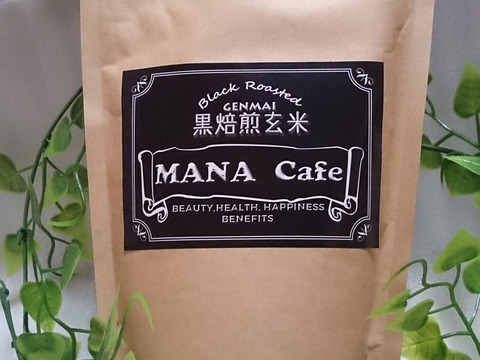 Black Roasted
GENMAI
黒焙煎玄米
MANA Cafe
BEAUTY,HEALTH, HAPPINESS
BENEFITS